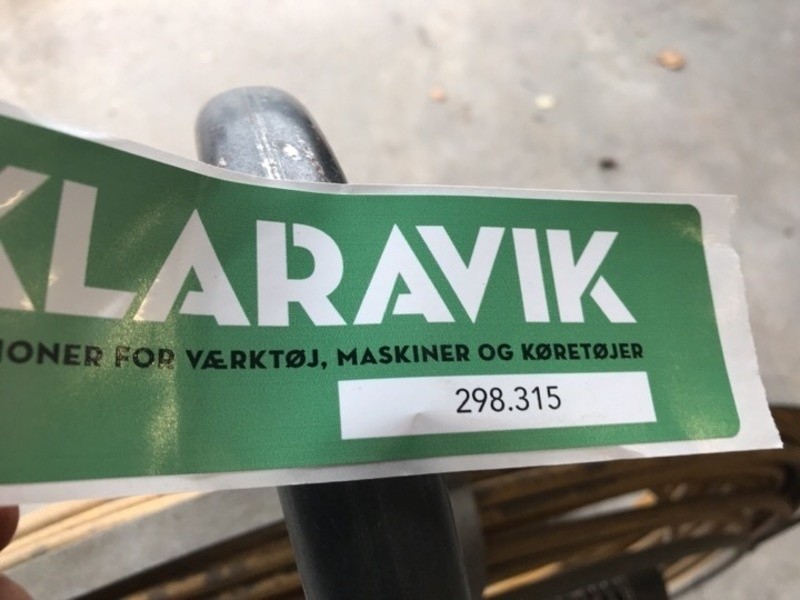 KLARAVIK
IONER FOR VÆRKTØJ, MASKINER OG KØRETØJER
298.315